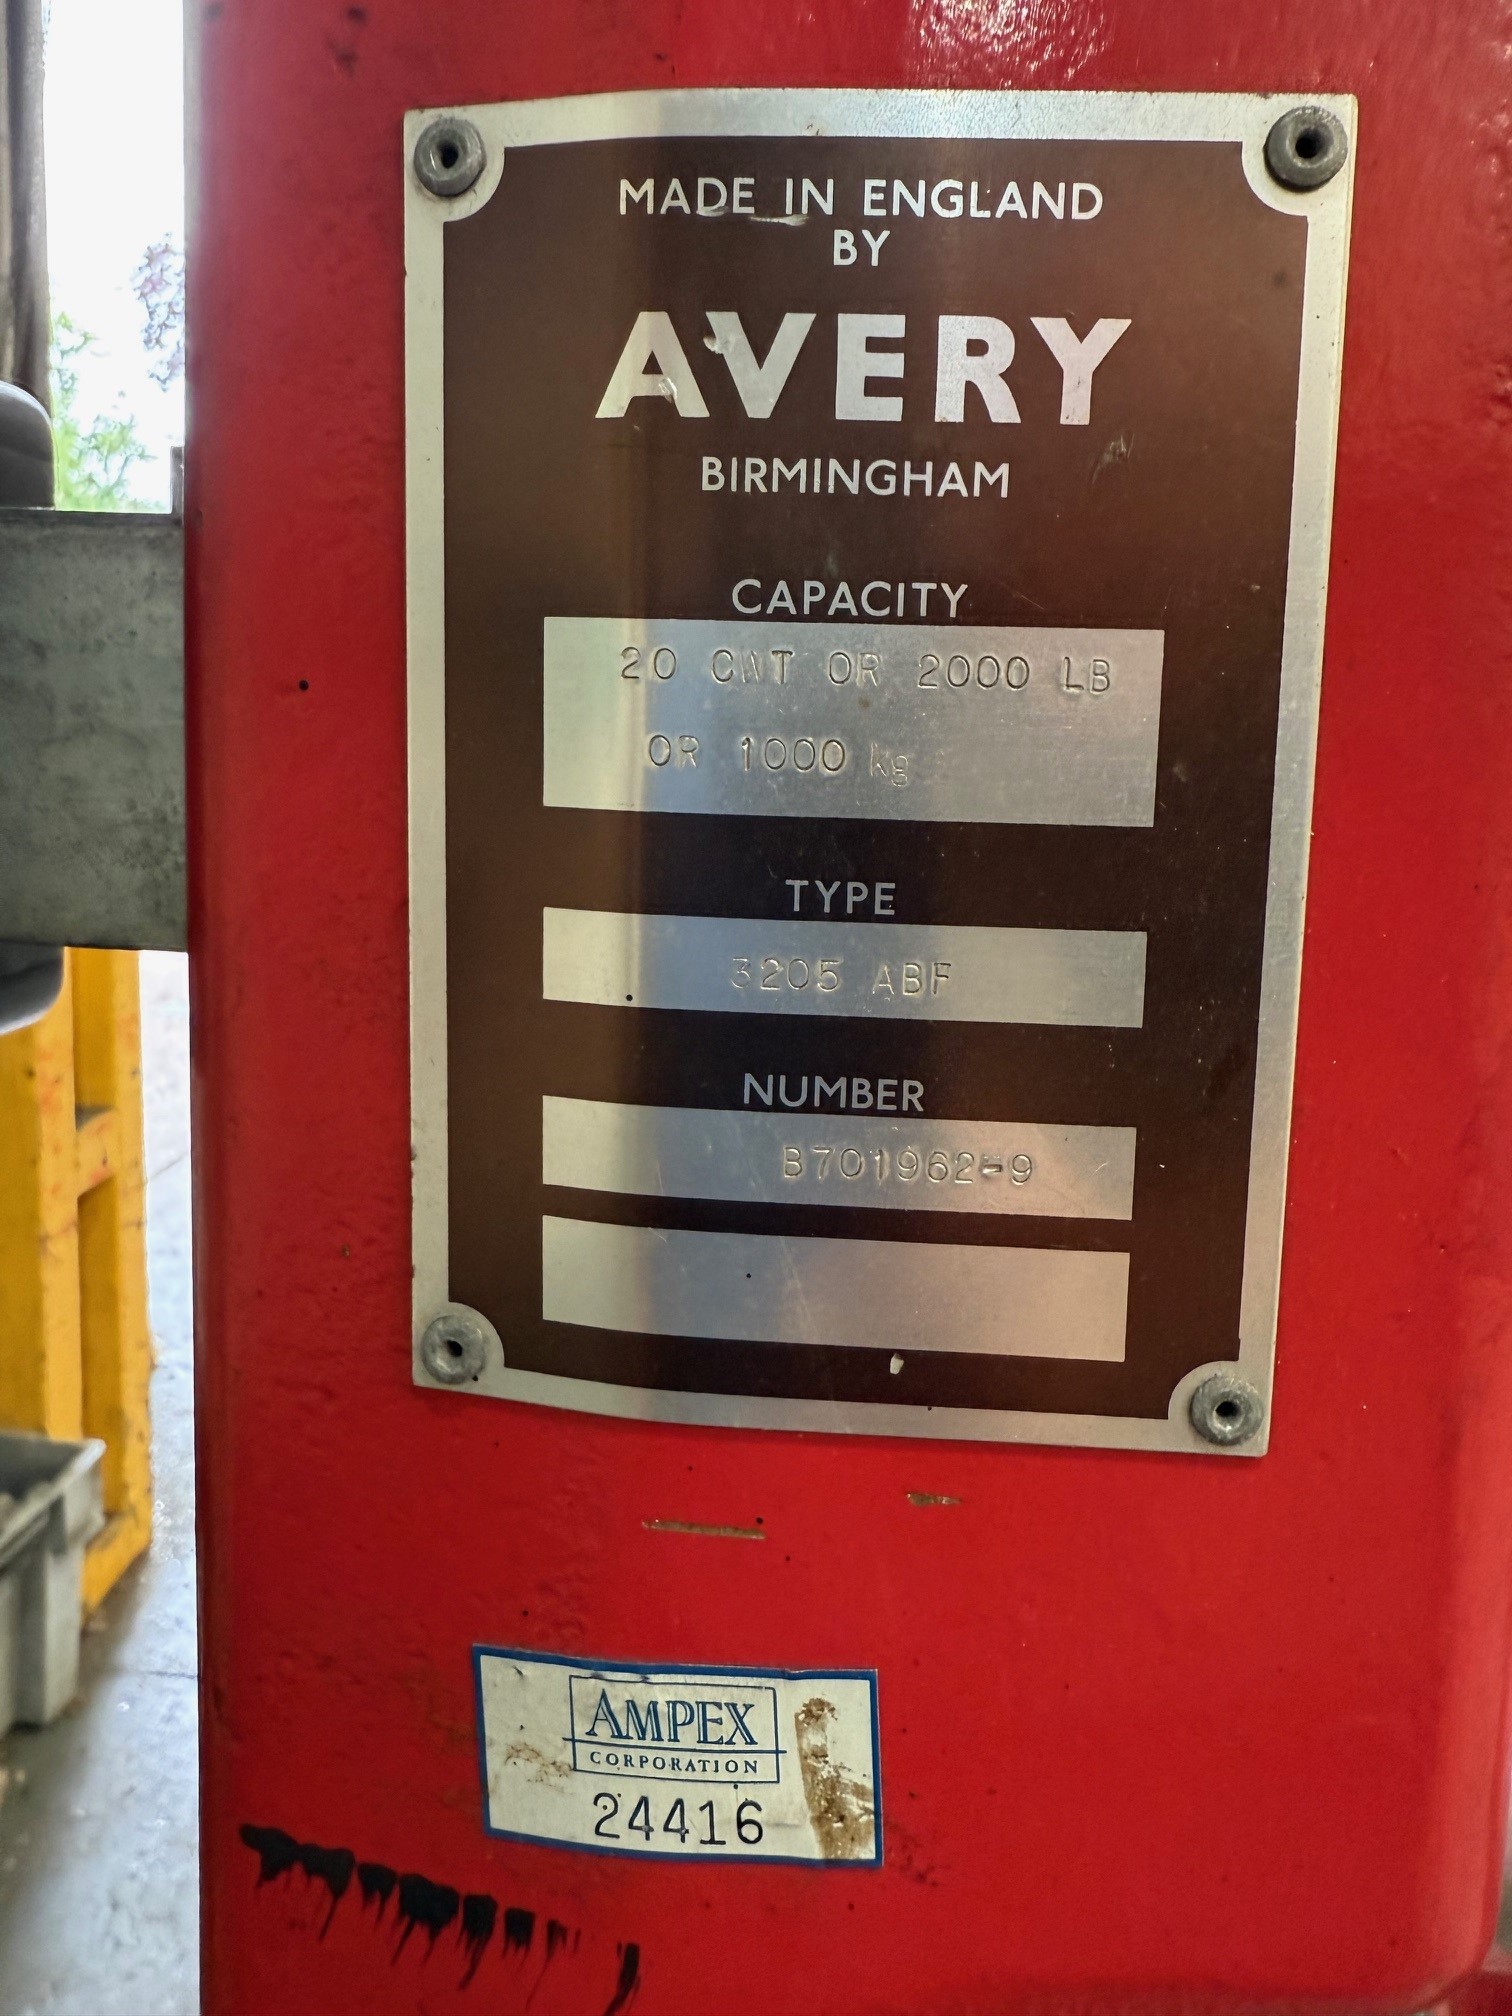 MADE IN ENGLAND
BY
AVERY
BIRMINGHAM
CAPACITY
20 CWT OR 2000 LB
OR 1000 kg
TYPE
3205 ABF
NUMBER
B701962-9
AMPEX
CORPORATION
24416